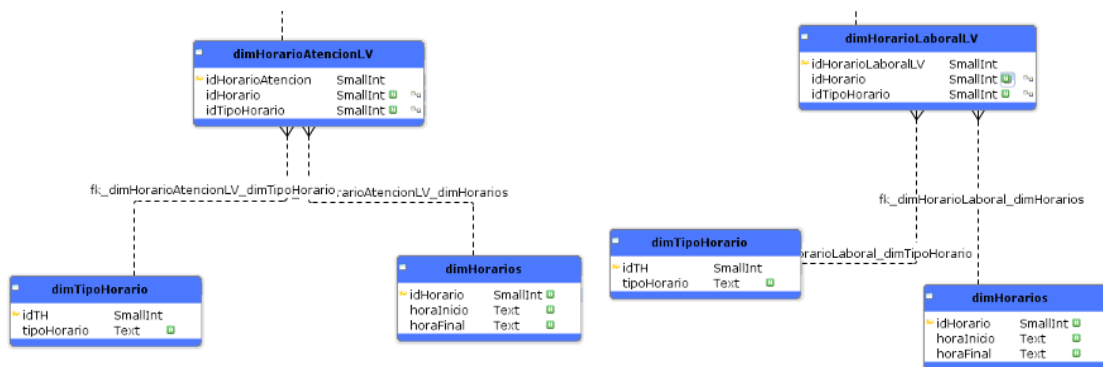 dimHorarioAtencionLV
idHorarioAtencion SmallInt
idHorario SmallInt N
idTipoHorario SmallInt N
fk_dimHorarioAtencionLV_dimTipo_Horario
rarioAtencionLV_dimHorarios
dimTipoHorario
idTH SmallInt
tipoHorario Text N
dimHorarios
idHorario SmallInt N
horaInicio Text N
horaFinal Text N
dimHorarioLaboralLV
idHorarioLaboralLV SmallInt
idHorario SmallInt N
idTipoHorario SmallInt N
fk_dimHorarioLaboral_dimHorarios
orarioLaboral_dimTipoHorario
dimTipoHorario
idTH SmallInt
tipoHorario Text N
dimHorarios
idHorario SmallInt N
horaInicio Text N
horaFinal Text N